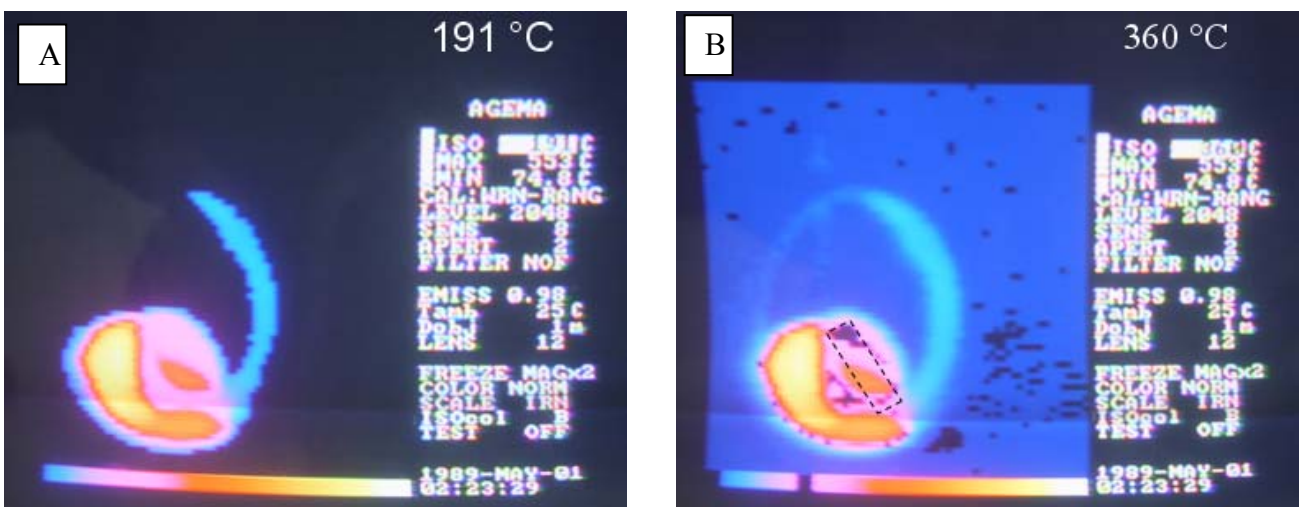 A
191 °C
AGEMA
ISO C
MAX 553 C
MIN 74.8C
CAL:WRN-RANG
LEVEL 2048
SENS 8
APERT 2
FILTER NOF
EMISS 0.98
Tamb 25 C
Dobj 1 m
LENS 12
FREEZE MAGx2
COLOR NORM
SCALE IRN
ISOcol B
TEST OFF
1989-MAY-01
02:23:29
B
360 °C
AGEMA
ISO C
MAX 553 C
MIN 74.8C
CAL:WRN-RANG
LEVEL 2048
SENS 8
APERT 2
FILTER NOF
EMISS 0.98
Tamb 25 C
Dobj 1 m
LENS 12
FREEZE MAGx2
COLOR NORM
SCALE IRN
ISOcol B
TEST OFF
1989-MAY-01
02:23:29